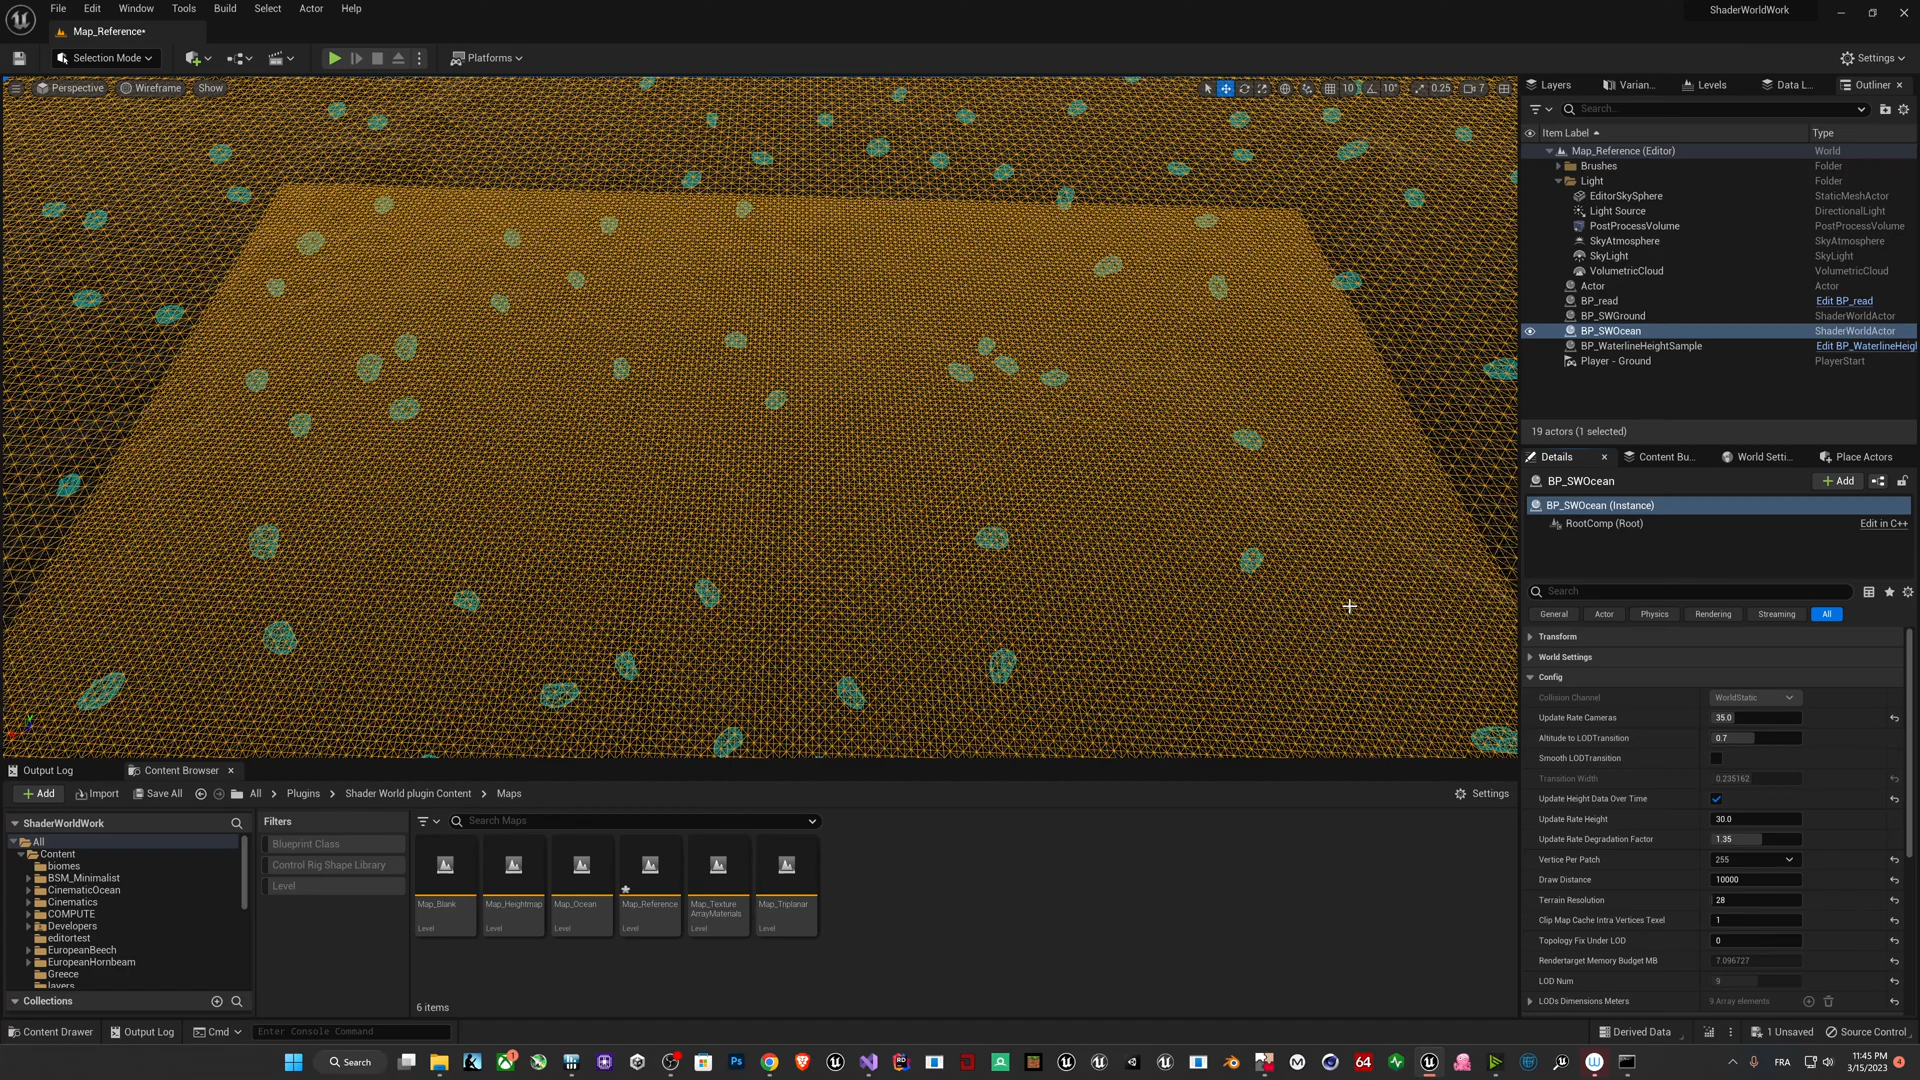 File Edit Window Tools Build Select Actor Help
ShaderWorldWork
Map_Reference*
Selection Mode
Platforms
Settings
Perspective Wireframe Show
10 10° 0.25 7
Layers Varian... Levels Data L... Outliner
Search...
Item Label Type
Map_Reference (Editor) World
Brushes Folder
Light Folder
EditorSkySphere StaticMeshActor
Light Source DirectionalLight
PostProcessVolume PostProcessVolume
SkyAtmosphere SkyAtmosphere
SkyLight SkyLight
VolumetricCloud VolumetricCloud
Actor Actor
BP_read Edit BP_read
BP_SWGround ShaderWorldActor
BP_SWOcean ShaderWorldActor
BP_WaterlineHeightSample Edit BP_WaterlineHeigl
Player - Ground PlayerStart
19 actors (1 selected)
Details Content Bu... World Setti... Place Actors
BP_SWOcean Add
BP_SWOcean (Instance)
RootComp (Root) Edit in C++
Search
General Actor Physics Rendering Streaming All
Transform
World Settings
Config
Collision Channel WorldStatic
Update Rate Cameras 35.0
Altitude to LODTransition 0.7
Smooth LODTransition
Transition Width 0.235162
Update Height Data Over Time
Update Rate Height 30.0
Update Rate Degradation Factor 1.35
Vertice Per Patch 255
Draw Distance 10000
Terrain Resolution 28
Clip Map Cache Intra Vertices Texel 1
Topology Fix Under LOD 0
Rendertarget Memory Budget MB 7.096727
LOD Num 9
LODs Dimensions Meters 9 Array elements
Output Log Content Browser
Add Import Save All All Plugins Shader World plugin Content Maps Settings
ShaderWorldWork
All
Content
biomes
BSM_Minimalist
CinematicOcean
Cinematics
COMPUTE
Developers
editortest
EuropeanBeech
EuropeanHornbeam
Greece
layers
Collections
Filters
Blueprint Class
Control Rig Shape Library
Level
Search Maps
Map_Blank Map_Heightmap Map_Ocean Map_Reference Map_Texture Map_Triplanar
ArrayMaterials
Level Level Level Level Level Level
6 items
Content Drawer Output Log Cmd Enter Console Command Derived Data 1 Unsaved Source Control
Search
1
64
FRA
11:45 PM
3/15/2023
4